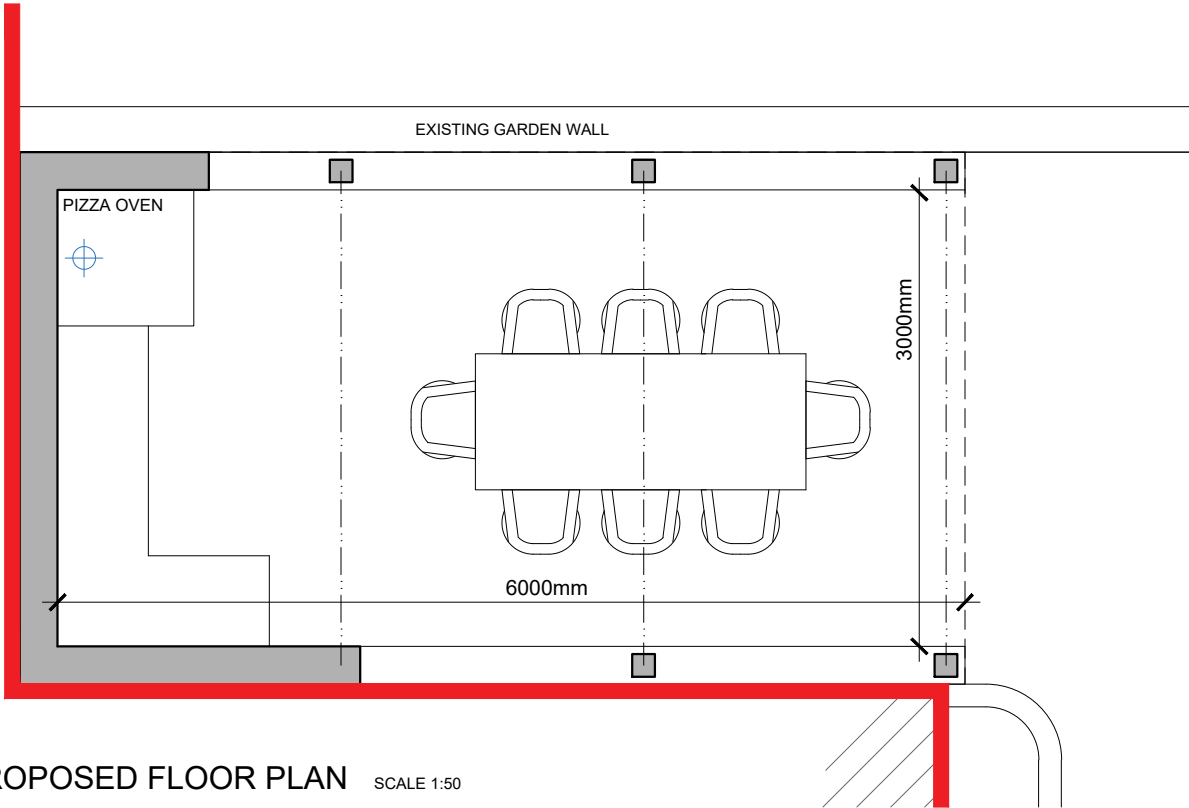 EXISTING GARDEN WALL
PIZZA OVEN
3000mm
6000mm
ROPOSED FLOOR PLAN SCALE 1:50